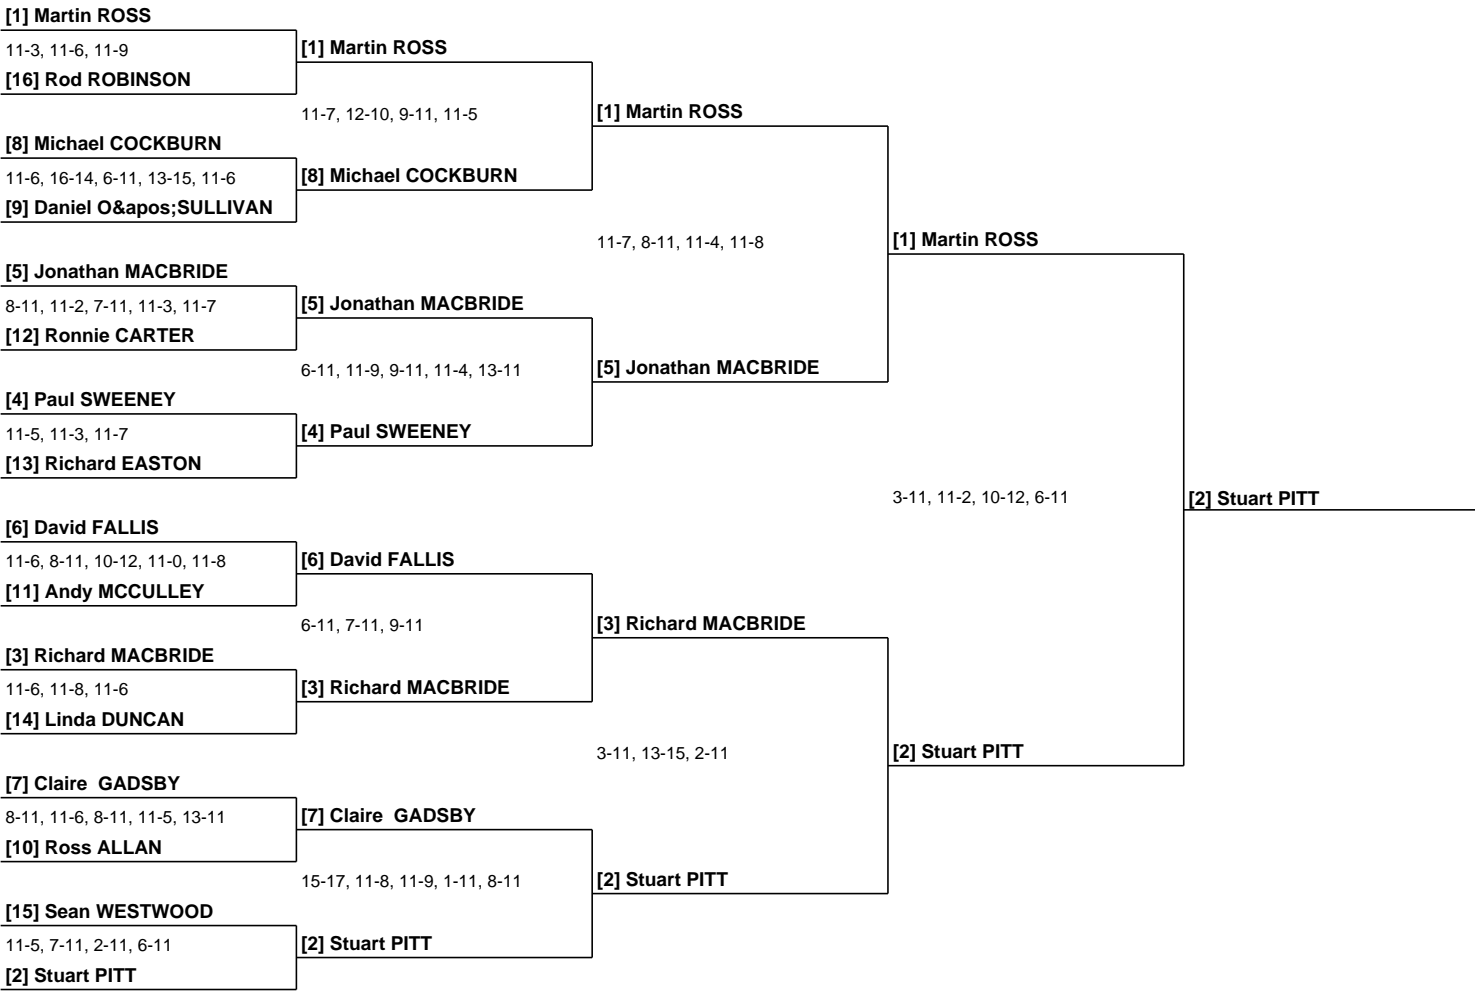 [1] Martin ROSS
11-3, 11-6, 11-9
[16] Rod ROBINSON
[8] Michael COCKBURN
11-6, 16-14, 6-11, 13-15, 11-6
[9] Daniel O&apos;SULLIVAN
[5] Jonathan MACBRIDE
8-11, 11-2, 7-11, 11-3, 11-7
[12] Ronnie CARTER
[4] Paul SWEENEY
11-5, 11-3, 11-7
[13] Richard EASTON
[6] David FALLIS
11-6, 8-11, 10-12, 11-0, 11-8
[11] Andy MCCULLEY
[3] Richard MACBRIDE
11-6, 11-8, 11-6
[14] Linda DUNCAN
[7] Claire  GADSBY
8-11, 11-6, 8-11, 11-5, 13-11
[10] Ross ALLAN
[15] Sean WESTWOOD
11-5, 7-11, 2-11, 6-11
[2] Stuart PITT
[1] Martin ROSS
11-7, 12-10, 9-11, 11-5
[8] Michael COCKBURN
[5] Jonathan MACBRIDE
6-11, 11-9, 9-11, 11-4, 13-11
[4] Paul SWEENEY
[6] David FALLIS
6-11, 7-11, 9-11
[3] Richard MACBRIDE
[7] Claire  GADSBY
15-17, 11-8, 11-9, 1-11, 8-11
[2] Stuart PITT
[1] Martin ROSS
11-7, 8-11, 11-4, 11-8
[5] Jonathan MACBRIDE
[3] Richard MACBRIDE
3-11, 13-15, 2-11
[2] Stuart PITT
[1] Martin ROSS
3-11, 11-2, 10-12, 6-11
[2] Stuart PITT
[2] Stuart PITT